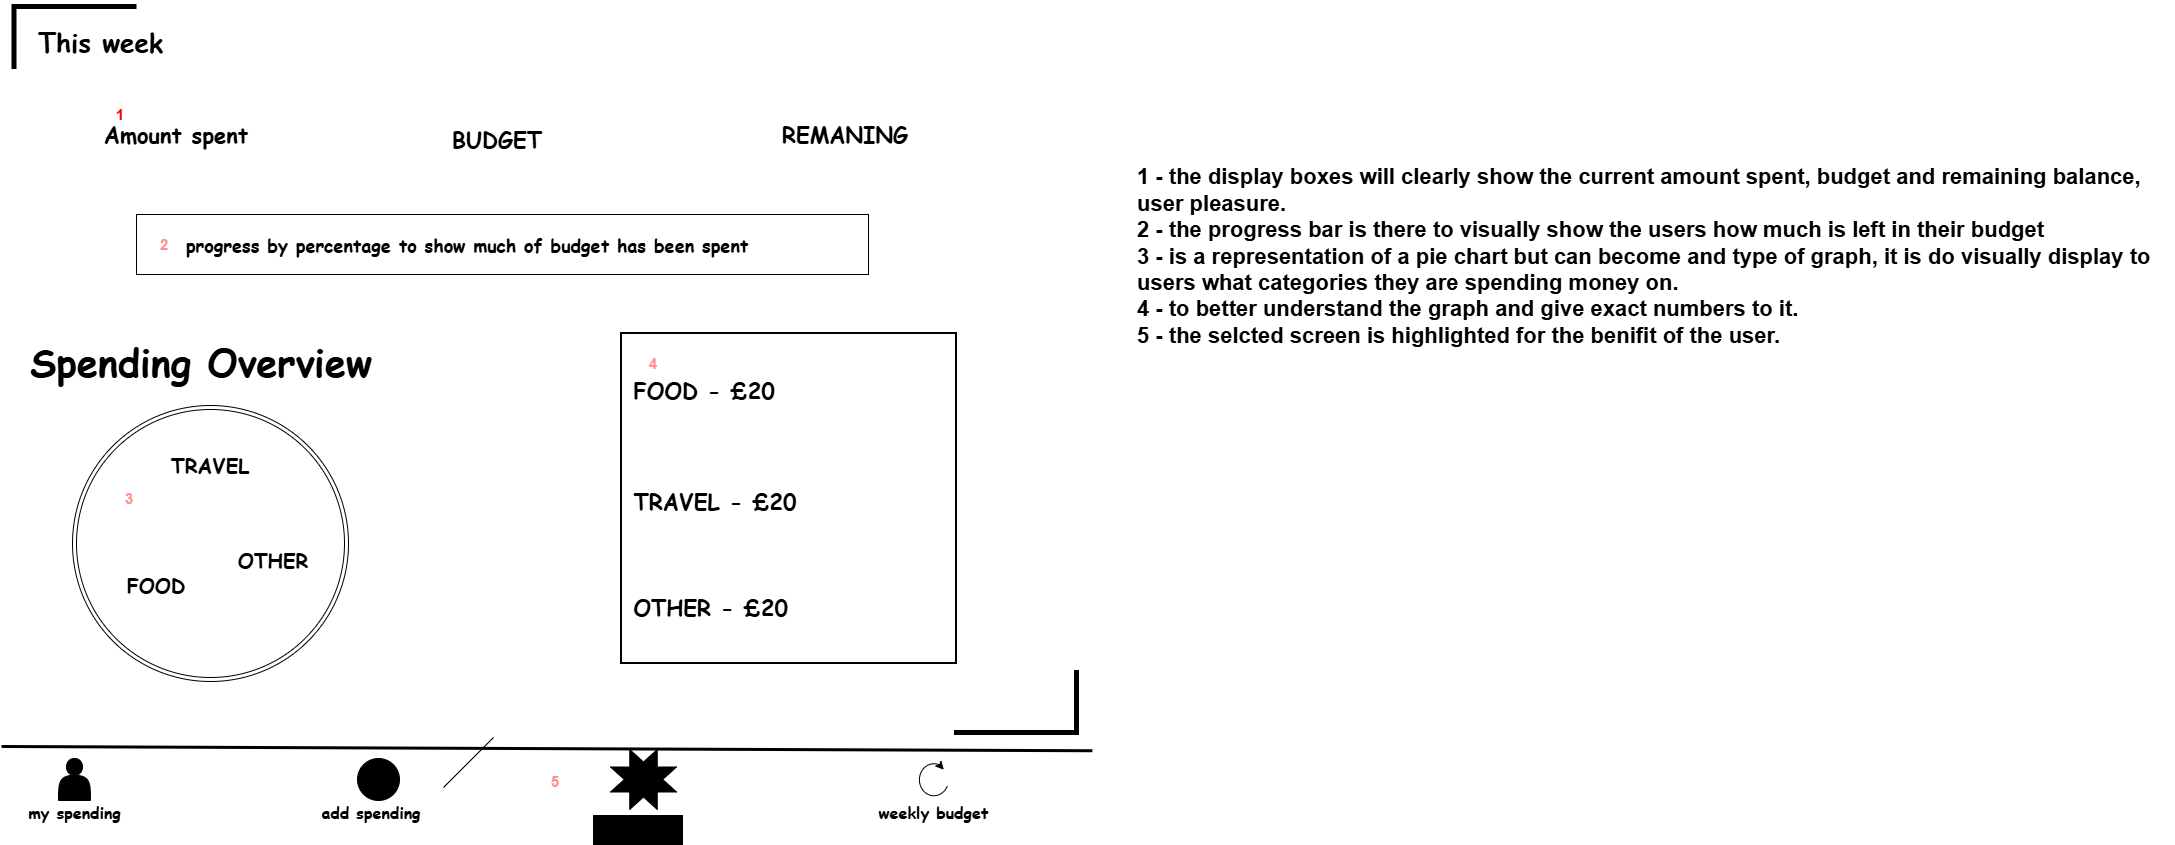 This week
1
Amount spent
BUDGET
REMANING
2 progress by percentage to show much of budget has been spent
Spending Overview
TRAVEL
3
OTHER
FOOD
4
FOOD - £20
TRAVEL - £20
OTHER - £20
5
my spending
add spending
weekly budget
1 - the display boxes will clearly show the current amount spent, budget and remaining balance,
user pleasure.
2 - the progress bar is there to visually show the users how much is left in their budget
3 - is a representation of a pie chart but can become and type of graph, it is do visually display to
users what categories they are spending money on.
4 - to better understand the graph and give exact numbers to it.
5 - the selcted screen is highlighted for the benifit of the user.